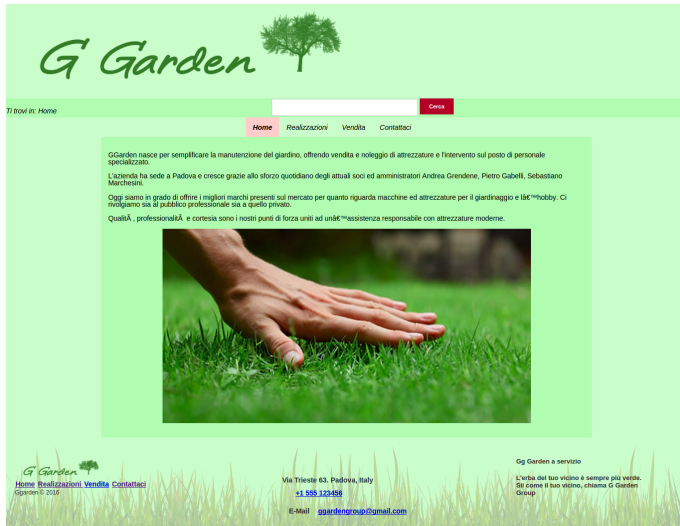 G Garden
Ti trovi in: Home
Cerca
Home Realizzazioni Vendita Contattaci
GGarden nasce per semplificare la manutenzione del giardino, offrendo vendita e noleggio di attrezzature e l'intervento sul posto di personale
specializzato.
L'azienda ha sede a Padova e cresce grazie allo sforzo quotidiano degli attuali soci ed amministratori Andrea Grendene, Pietro Gabelli, Sebastiano
Marchesini.
Oggi siamo in grado di offrire i migliori marchi presenti sul mercato per quanto riguarda macchine ed attrezzature per il giardinaggio e lâ€™hobby. Ci
rivolgiamo sia al pubblico professionale sia a quello privato.
QualitÃ , professionalitÃ  e cortesia sono i nostri punti di forza uniti ad unâ€™assistenza responsabile con attrezzature moderne.
G Garden
Home Realizzazioni Vendita Contattaci
Ggarden © 2016
Via Trieste 63. Padova, Italy
+1 555 123456
E-Mail ggardengroup@gmail.com
Gg Garden a servizio
L'erba del tuo vicino è sempre più verde.
Sii come il tuo vicino, chiama G Garden
Group